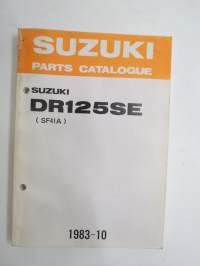 SUZUKI
PARTS CATALOGUE
SUZUKI
DR125SE
( SF41A )
1983-10